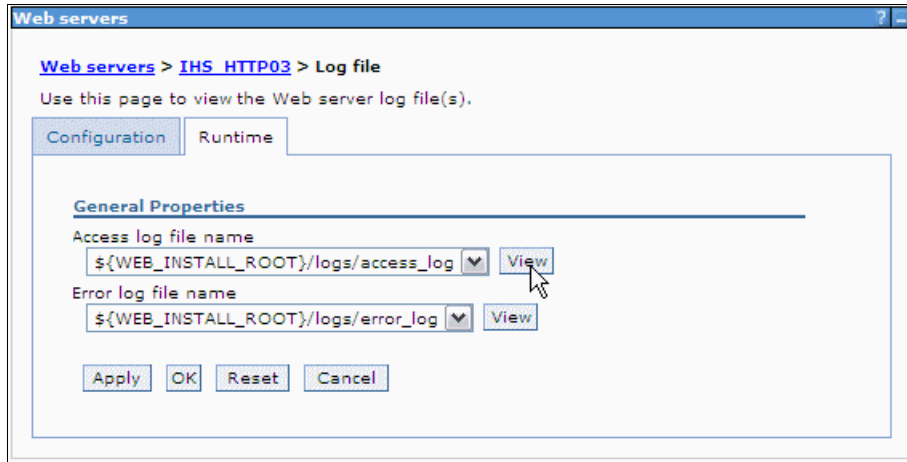 Web servers ? –
Web servers > IHS_HTTP03 > Log file
Use this page to view the Web server log file(s).
Configuration Runtime
General Properties
Access log file name
${WEB_INSTALL_ROOT}/logs/access_log View
Error log file name
${WEB_INSTALL_ROOT}/logs/error_log View
Apply OK Reset Cancel